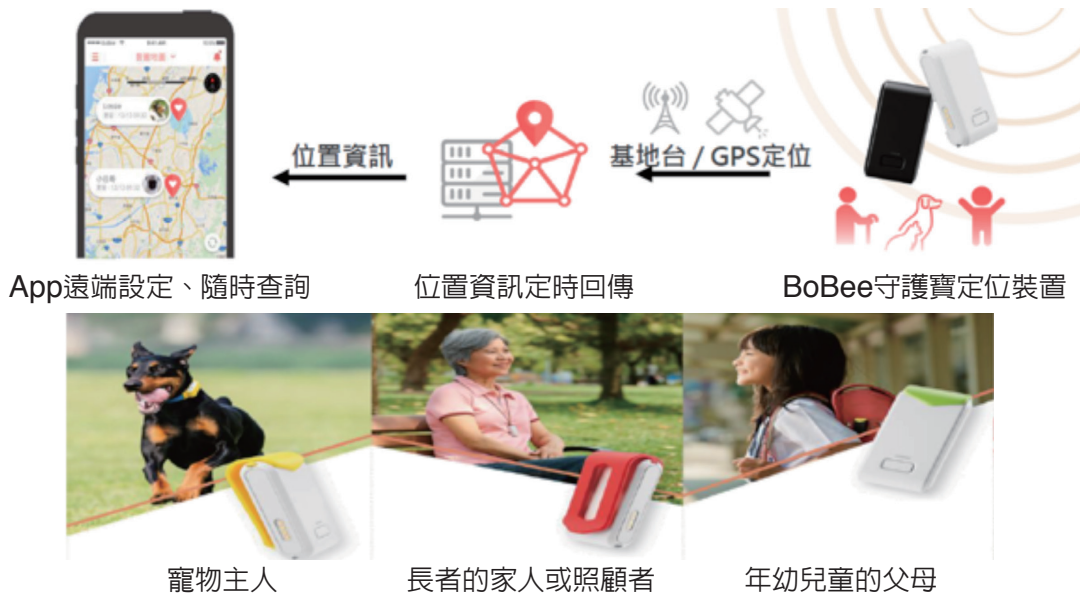 位置資訊
基地台 / GPS定位
App遠端設定、隨時查詢
位置資訊定時回傳
BoBee守護寶定位裝置
寵物主人
長者的家人或照顧者
年幼兒童的父母